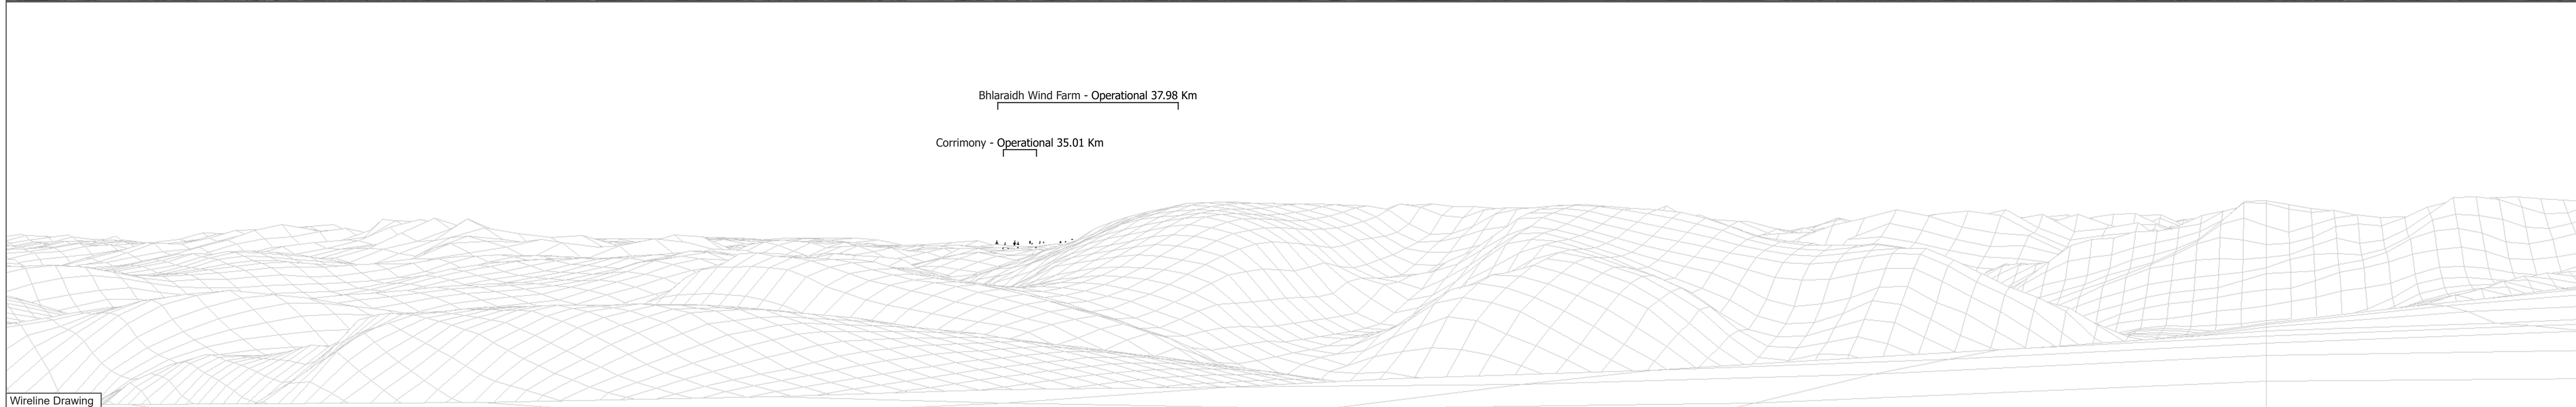 Bhlaraidh Wind Farm - Operational 37.98 Km
Corrimony - Operational 35.01 Km
Wireline Drawing